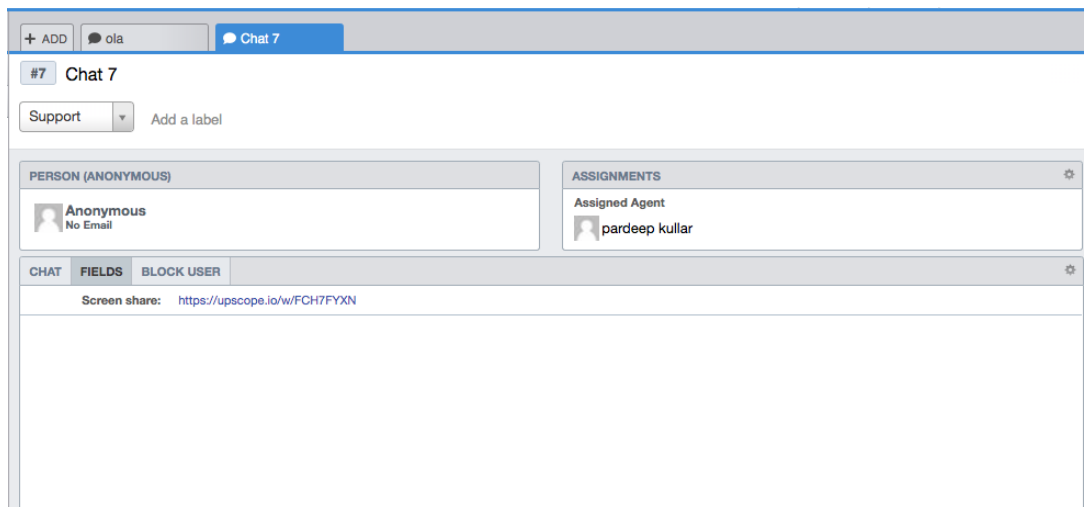 + ADD ola Chat 7
#7 Chat 7
Support Add a label
PERSON (ANONYMOUS)
Anonymous
No Email
ASSIGNMENTS
Assigned Agent
pardeep kullar
CHAT FIELDS BLOCK USER
Screen share: https://upscope.io/w/FCH7FYXN